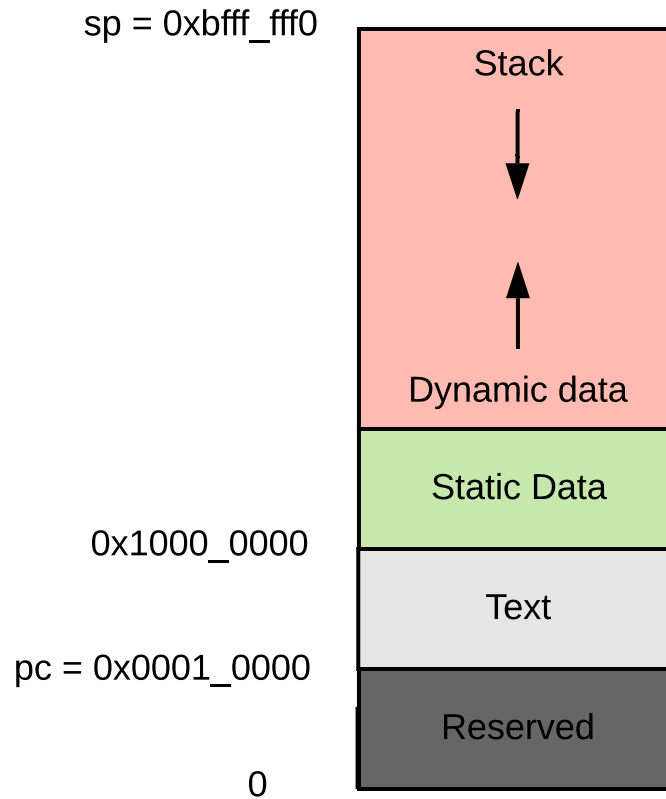 sp = 0xbfff_fff0
Stack
Dynamic data
Static Data
0x1000_0000
Text
pc = 0x0001_0000
Reserved
0